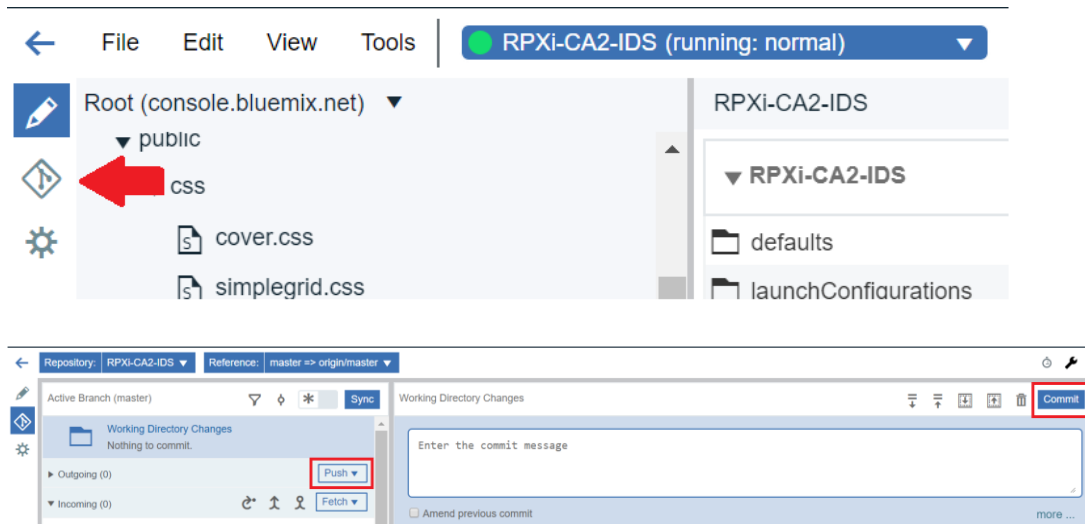 File Edit View Tools RPXi-CA2-IDS (running: normal)
Root (console.bluemix.net) RPXi-CA2-IDS
public
RPXi-CA2-IDS
css
cover.css defaults
simplegrid.css launchConfigurations
Repository: RPXi-CA2-IDS Reference: master => origin/master
Active Branch (master) Sync Working Directory Changes Commit
Working Directory Changes
Nothing to commit.
Enter the commit message
Outgoing (0) Push
Incoming (0) Fetch Amend previous commit more ...